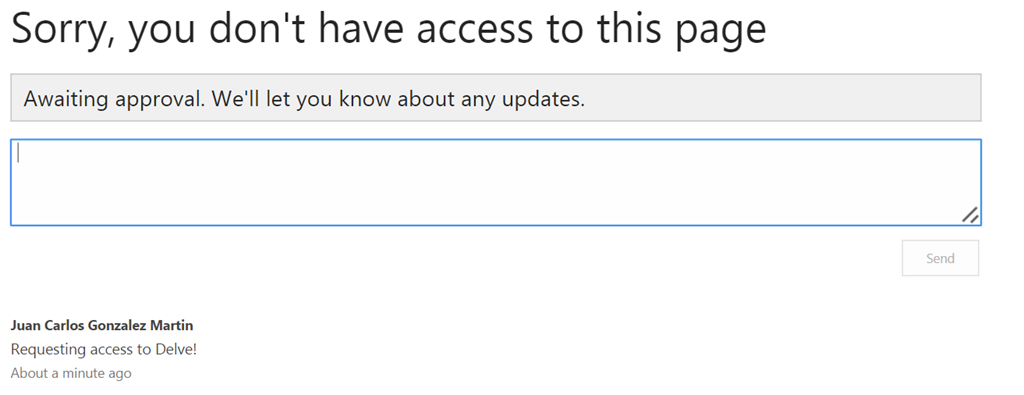 Sorry, you don't have access to this page
Awaiting approval. We'll let you know about any updates.
Send
Juan Carlos Gonzalez Martin
Requesting access to Delve!
About a minute ago